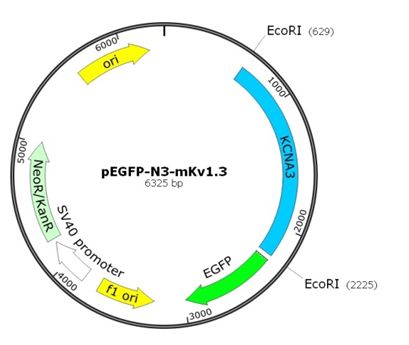 EcoRI (629)
6000
ori
1000
KCNA3
5000
pEGFP-N3-mKv1.3
6325 bp
NeoR/KanR
SV40 promoter
2000
EGFP
EcoRI (2225)
4000
f1 ori
3000